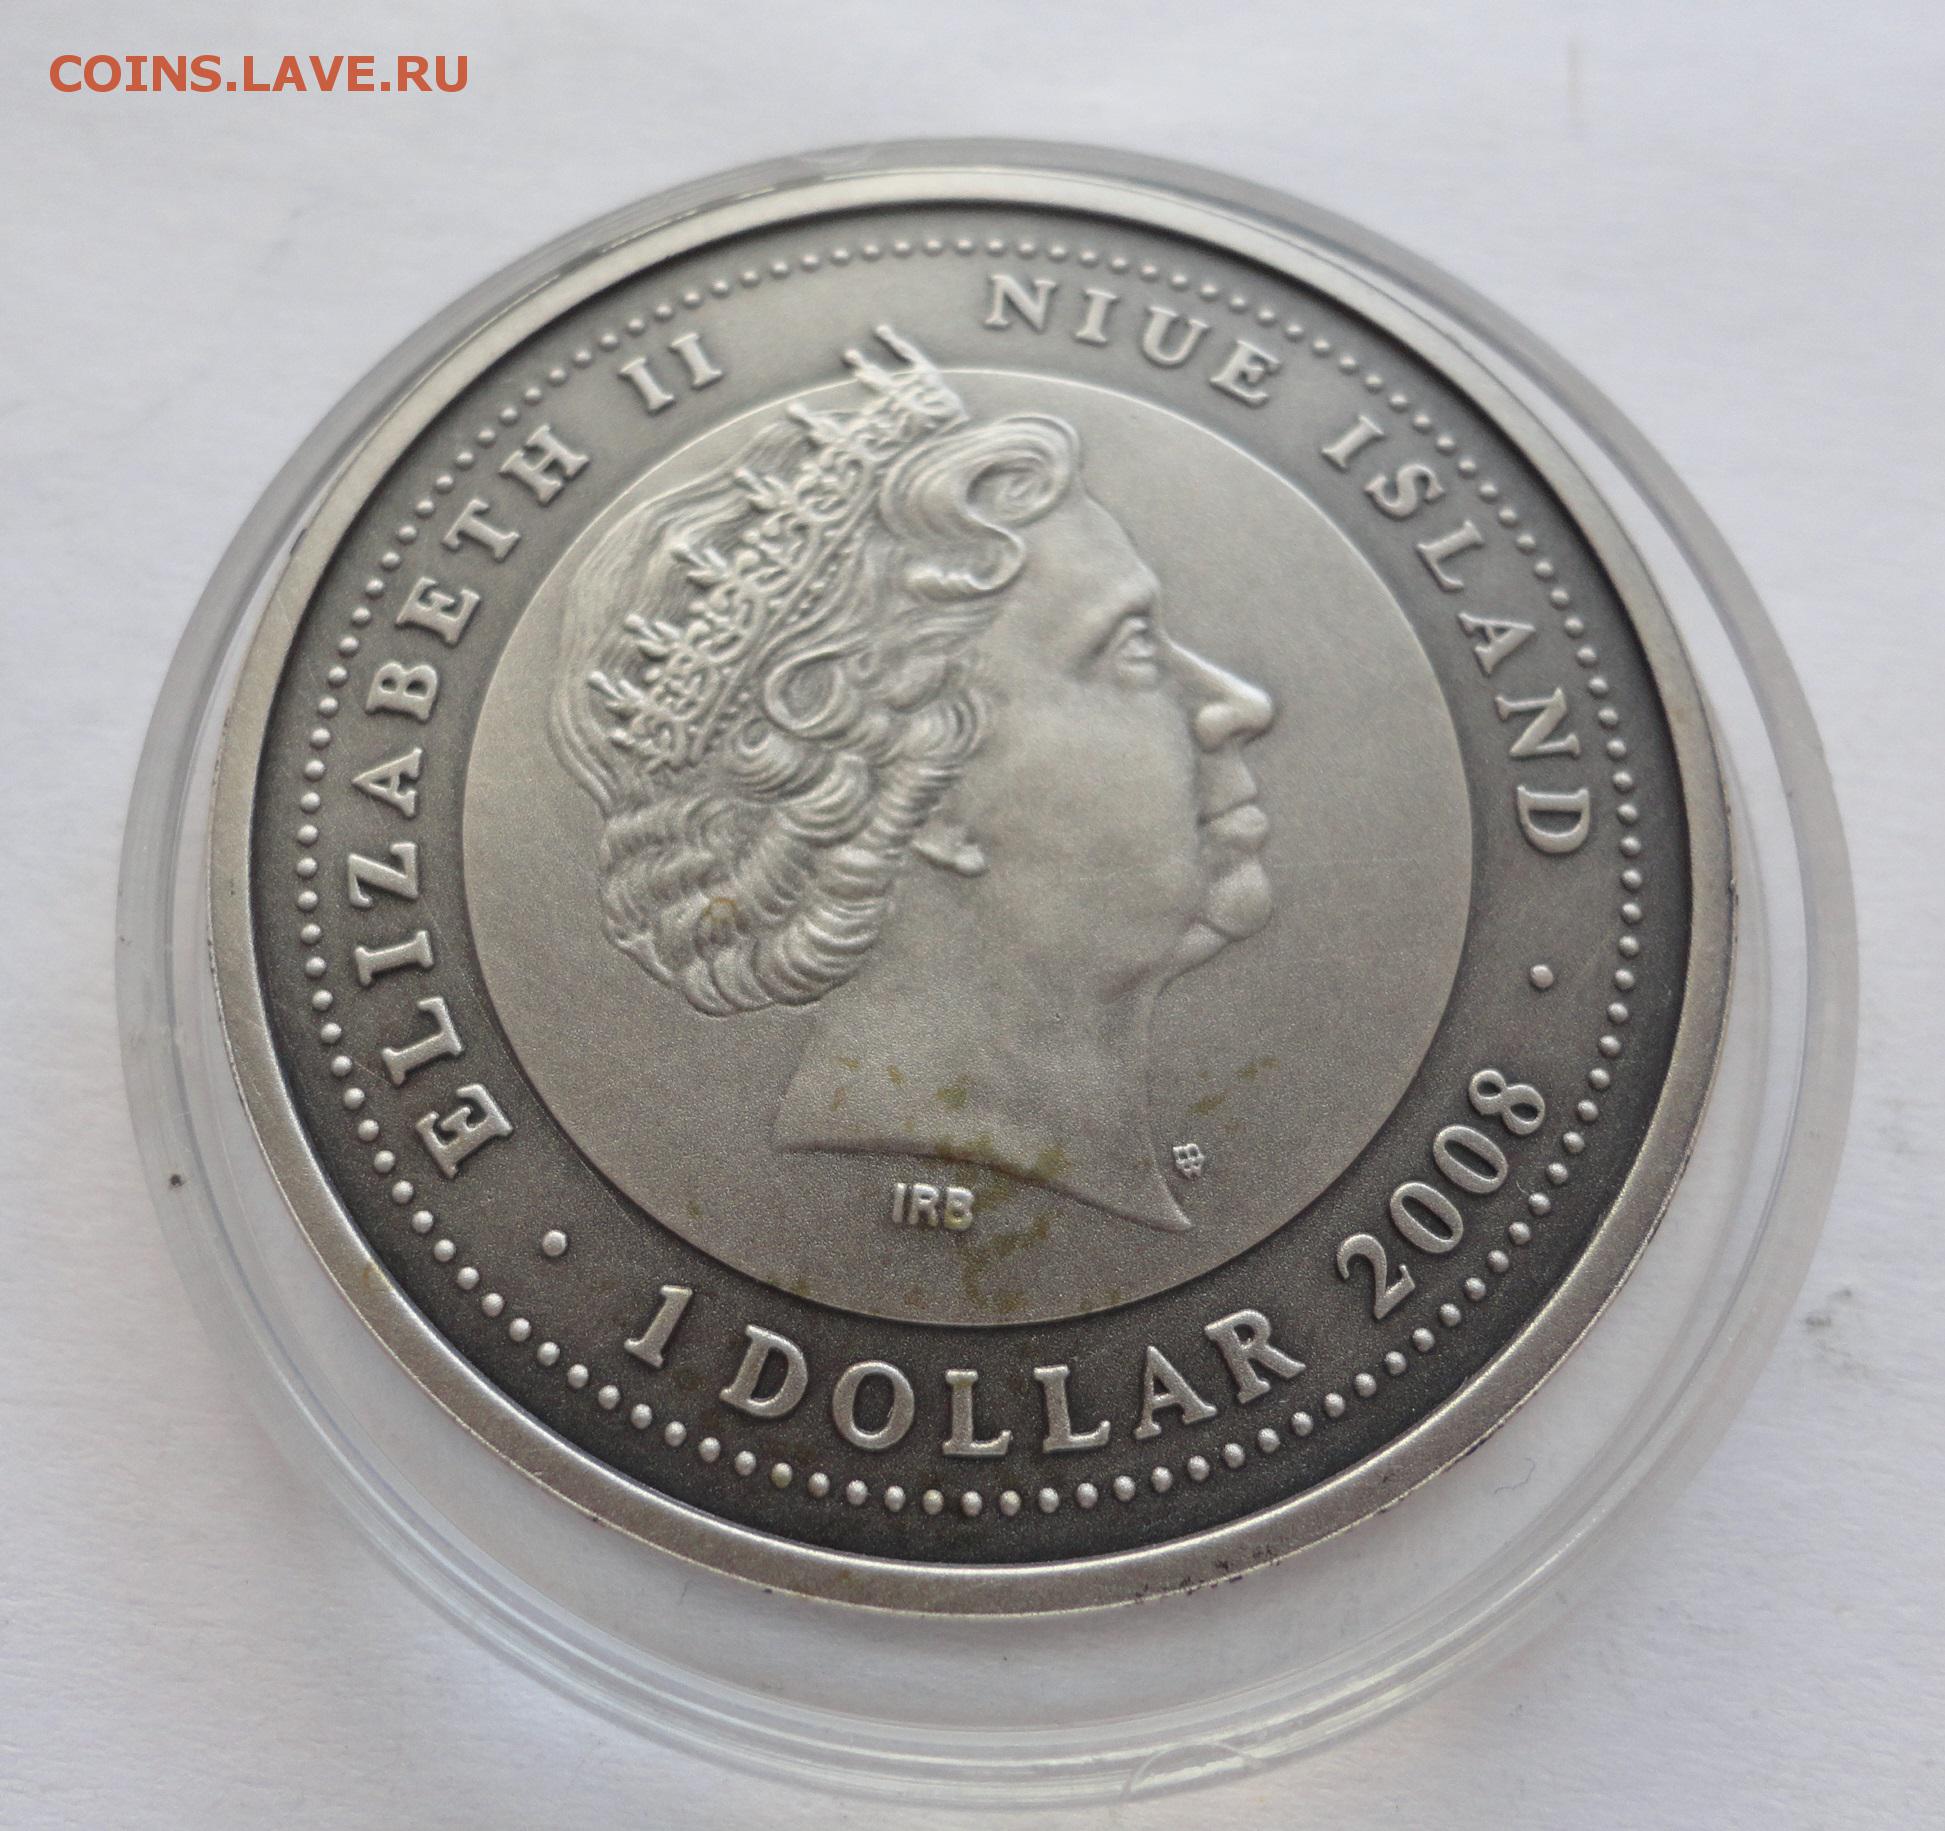 COINS.LAVE.RU
ELIZABETH II NIUE ISLAND
IRB
1 DOLLAR 2008